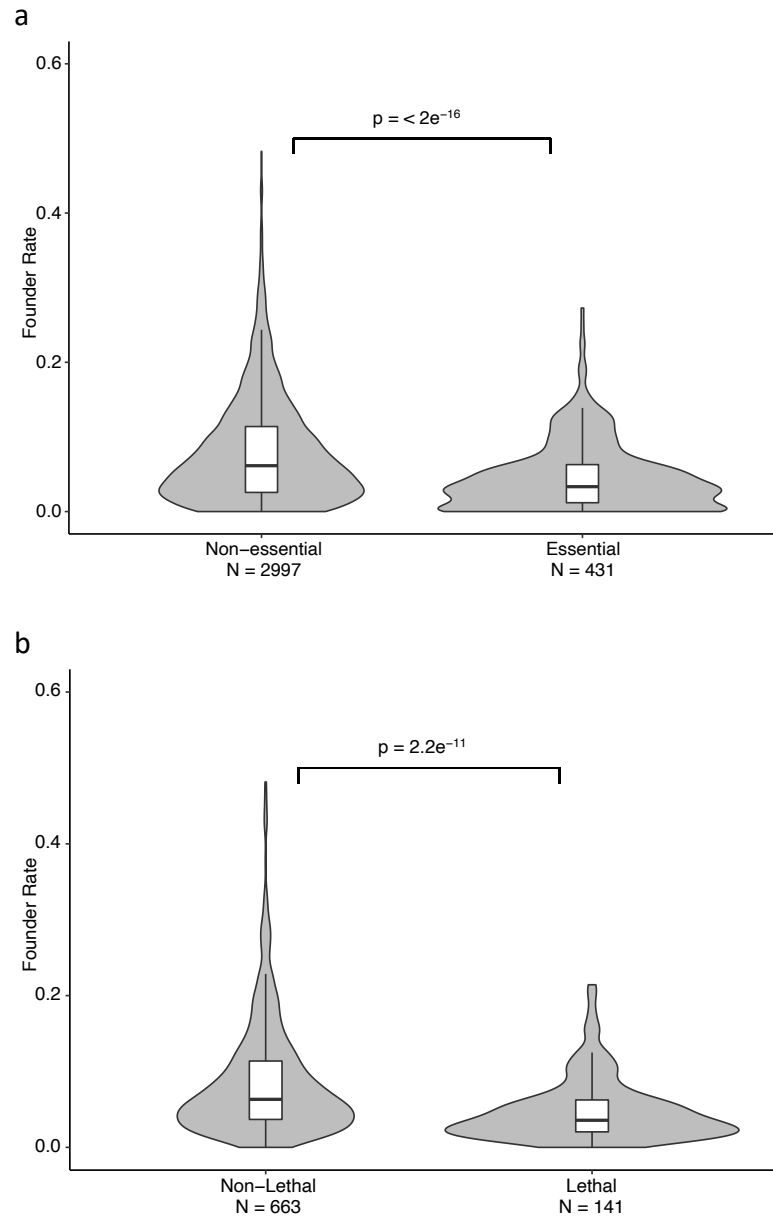 a
0.6
p = < 2e⁻¹⁶
0.4
Founder Rate
0.2
0.0
Non−essential
N = 2997
Essential
N = 431
b
0.6
p = 2.2e⁻¹¹
0.4
Founder Rate
0.2
0.0
Non−Lethal
N = 663
Lethal
N = 141